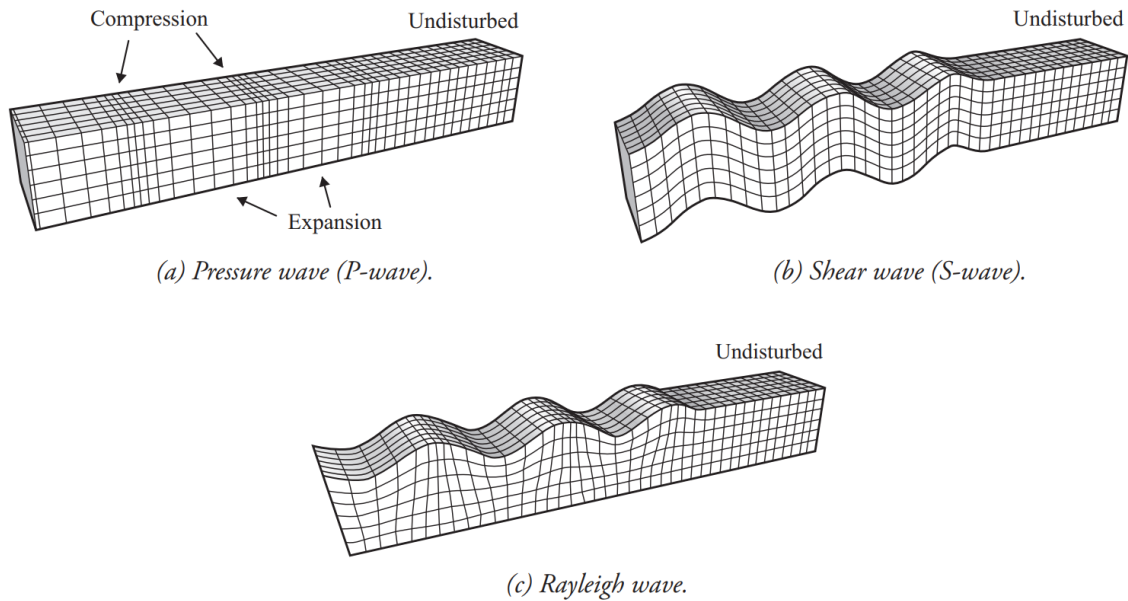 Compression
Undisturbed
Expansion
(a) Pressure wave (P-wave).
Undisturbed
(b) Shear wave (S-wave).
Undisturbed
(c) Rayleigh wave.